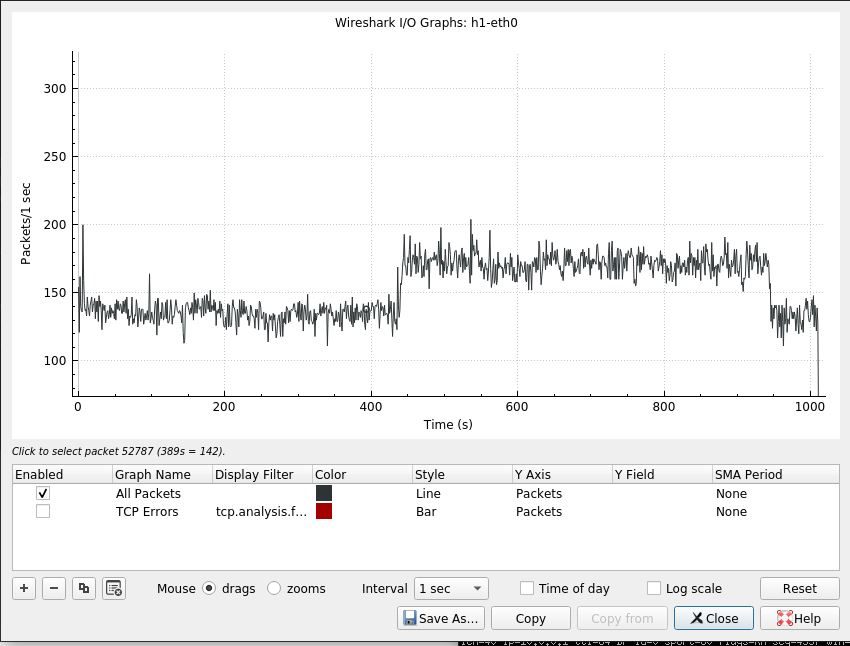 Wireshark I/O Graphs: h1-eth0
300
250
200
150
100
Packets/1 sec
0 200 400 600 800 1000
Time (s)
Click to select packet 52787 (389s = 142).
Enabled Graph Name Display Filter Color Style Y Axis Y Field SMA Period
All Packets Line Packets None
TCP Errors tcp.analysis.f... Bar Packets None
+ − Mouse drags zooms Interval 1 sec Time of day Log scale Reset
Save As... Copy Copy from Close Help